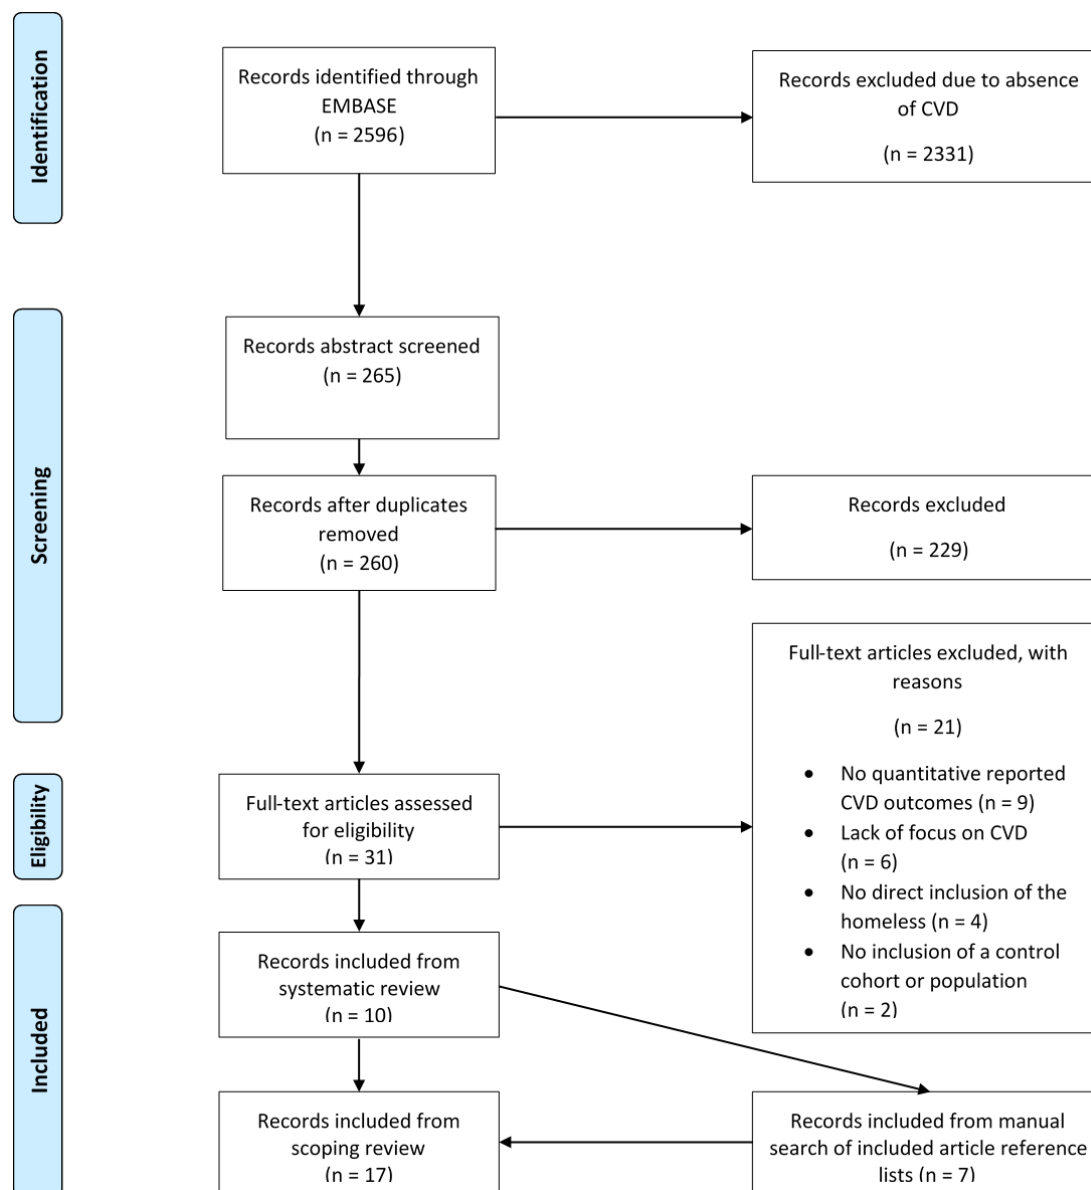 Identification
Records identified through
EMBASE
(n = 2596)
Records excluded due to absence
of CVD
(n = 2331)
Screening
Records abstract screened
(n = 265)
Records after duplicates
removed
(n = 260)
Records excluded
(n = 229)
Full-text articles excluded, with
reasons
(n = 21)
• No quantitative reported
CVD outcomes (n = 9)
• Lack of focus on CVD
(n = 6)
• No direct inclusion of the
homeless (n = 4)
• No inclusion of a control
cohort or population
(n = 2)
Eligibility
Full-text articles assessed
for eligibility
(n = 31)
Included
Records included from
systematic review
(n = 10)
Records included from
scoping review
(n = 17)
Records included from manual
search of included article reference
lists (n = 7)